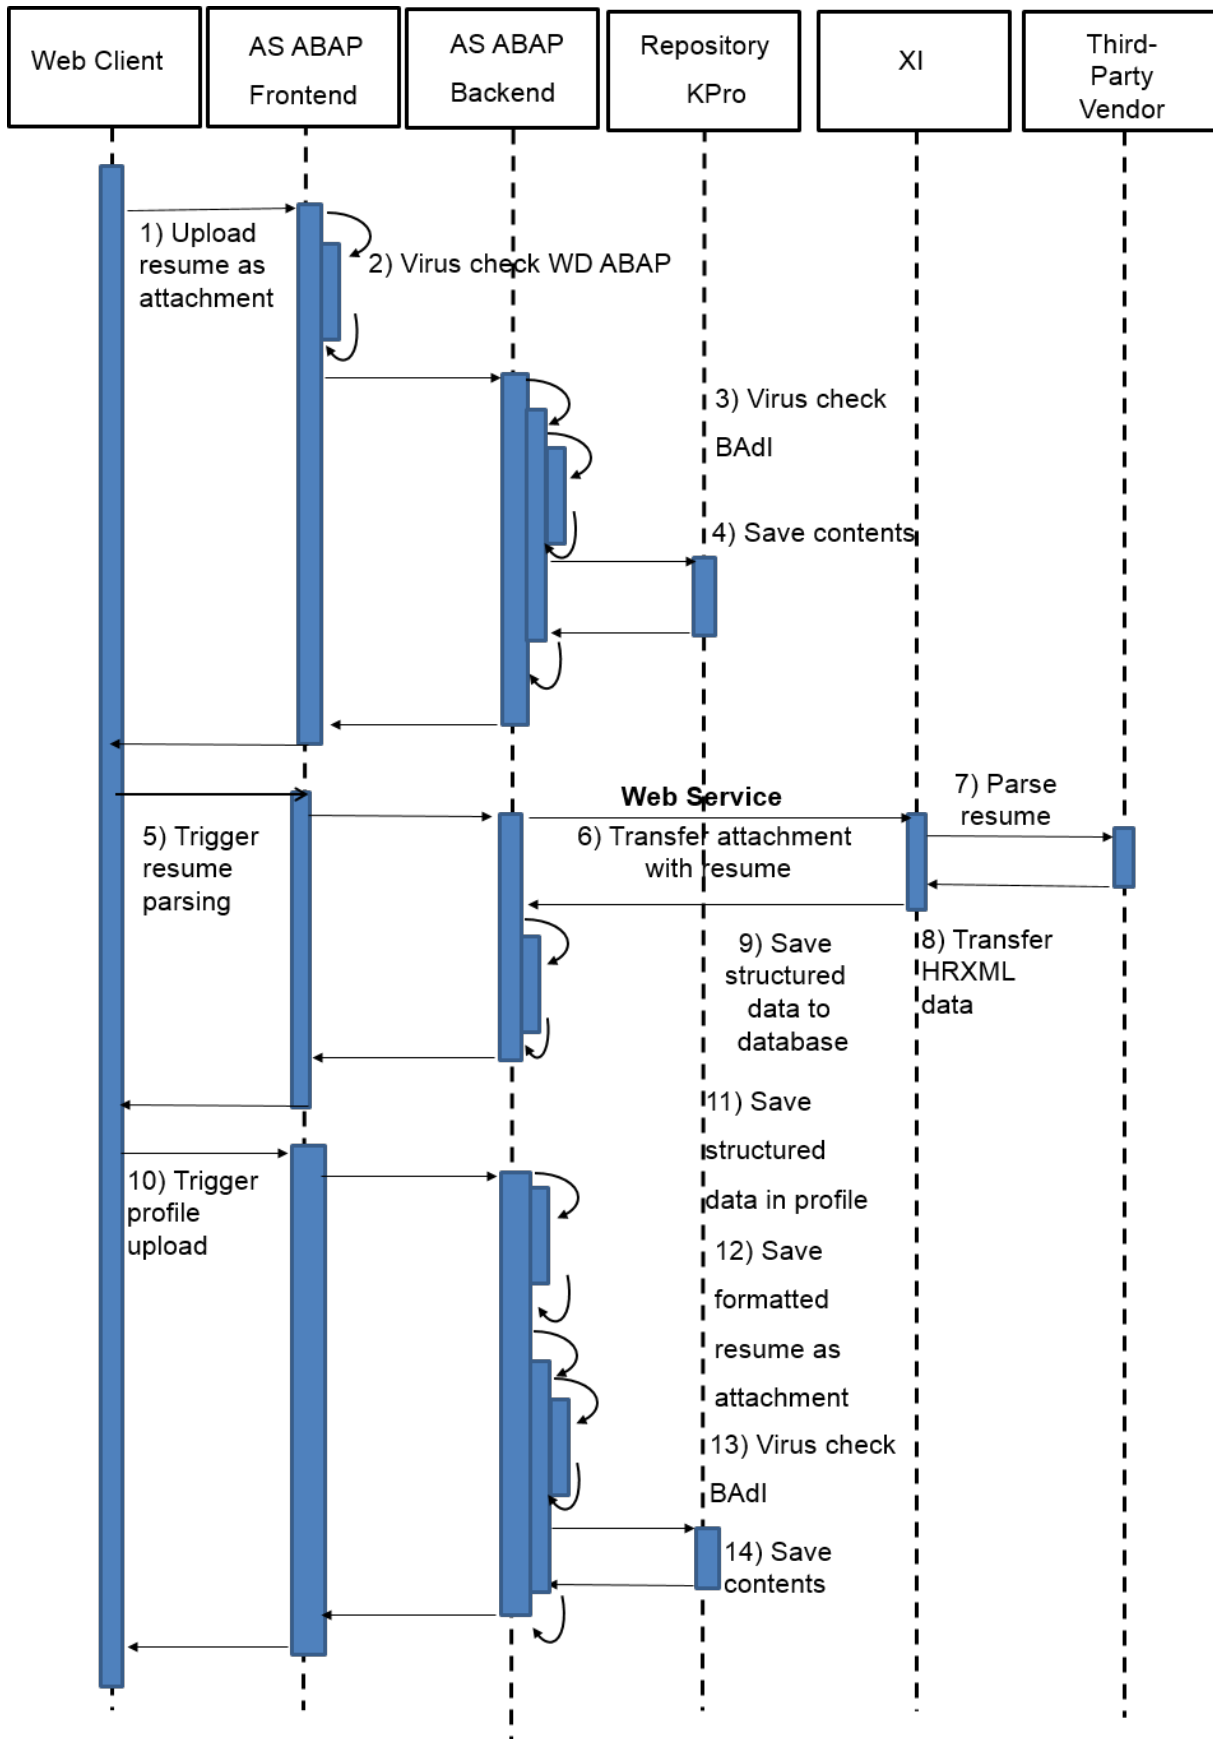 Web Client
AS ABAP
Frontend
AS ABAP
Backend
Repository
KPro
XI
Third-
Party
Vendor
1) Upload
resume as
attachment
2) Virus check WD ABAP
3) Virus check
BAdI
4) Save contents
5) Trigger
resume
parsing
Web Service
6) Transfer attachment
with resume
7) Parse
resume
8) Transfer
HRXML
data
9) Save
structured
data to
database
10) Trigger
profile
upload
11) Save
structured
data in profile
12) Save
formatted
resume as
attachment
13) Virus check
BAdI
14) Save
contents